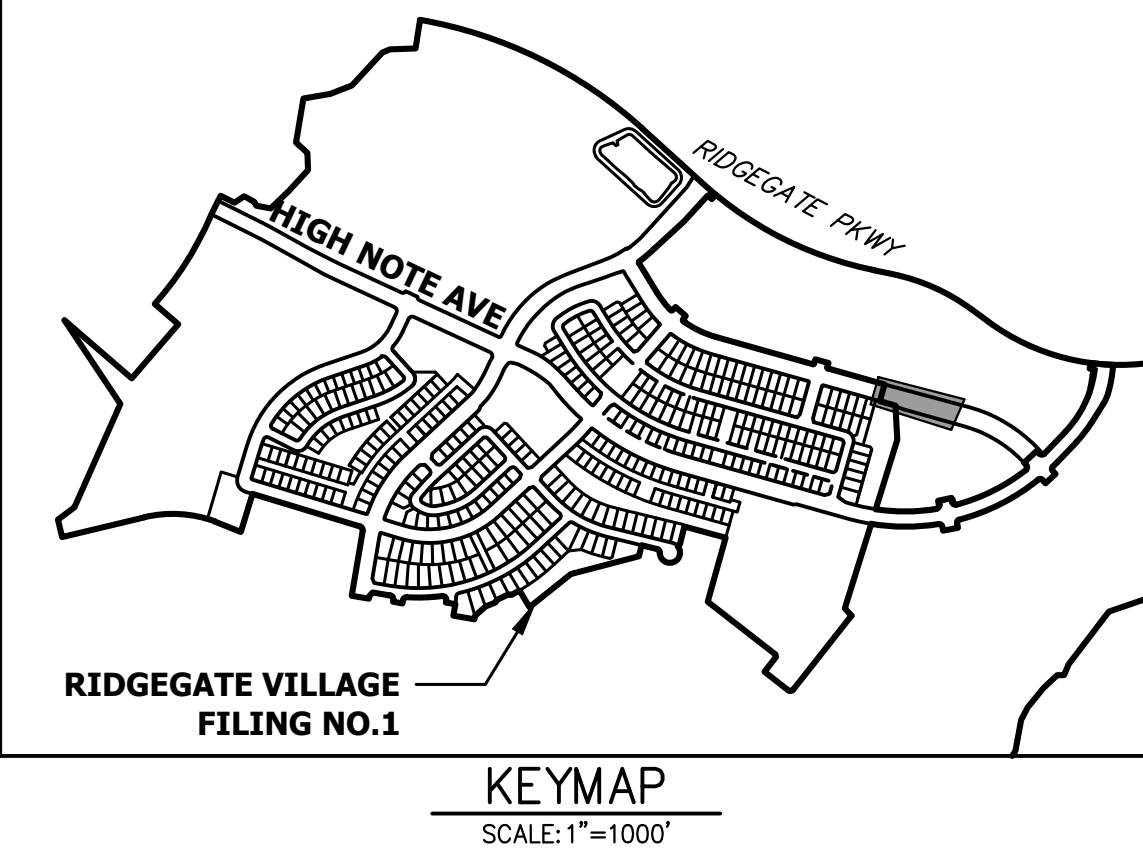 RIDGEGATE PKWY
HIGH NOTE AVE
RIDGEGATE VILLAGE
FILING NO.1
KEYMAP
SCALE: 1"=1000'